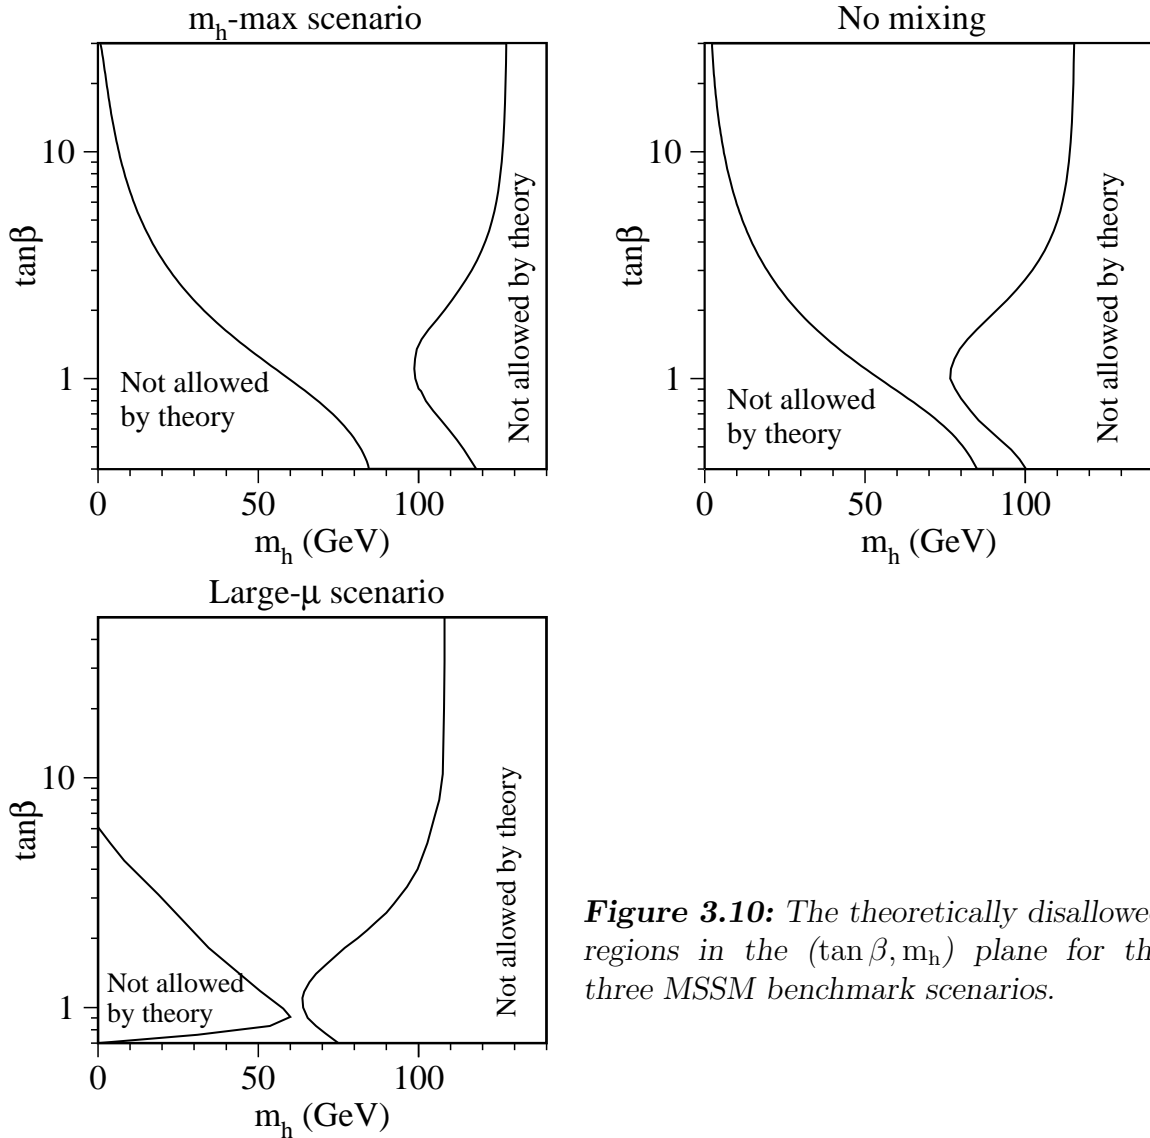 m_h-max scenario
tanβ
10
1
Not allowed
by theory
Not allowed by theory
0 50 100
m_h (GeV)
No mixing
tanβ
10
1
Not allowed
by theory
Not allowed by theory
0 50 100
m_h (GeV)
Large-μ scenario
tanβ
10
1
Not allowed
by theory
Not allowed by theory
0 50 100
m_h (GeV)
Figure 3.10: The theoretically disallowe
regions in the (tan β, m_h) plane for th
three MSSM benchmark scenarios.